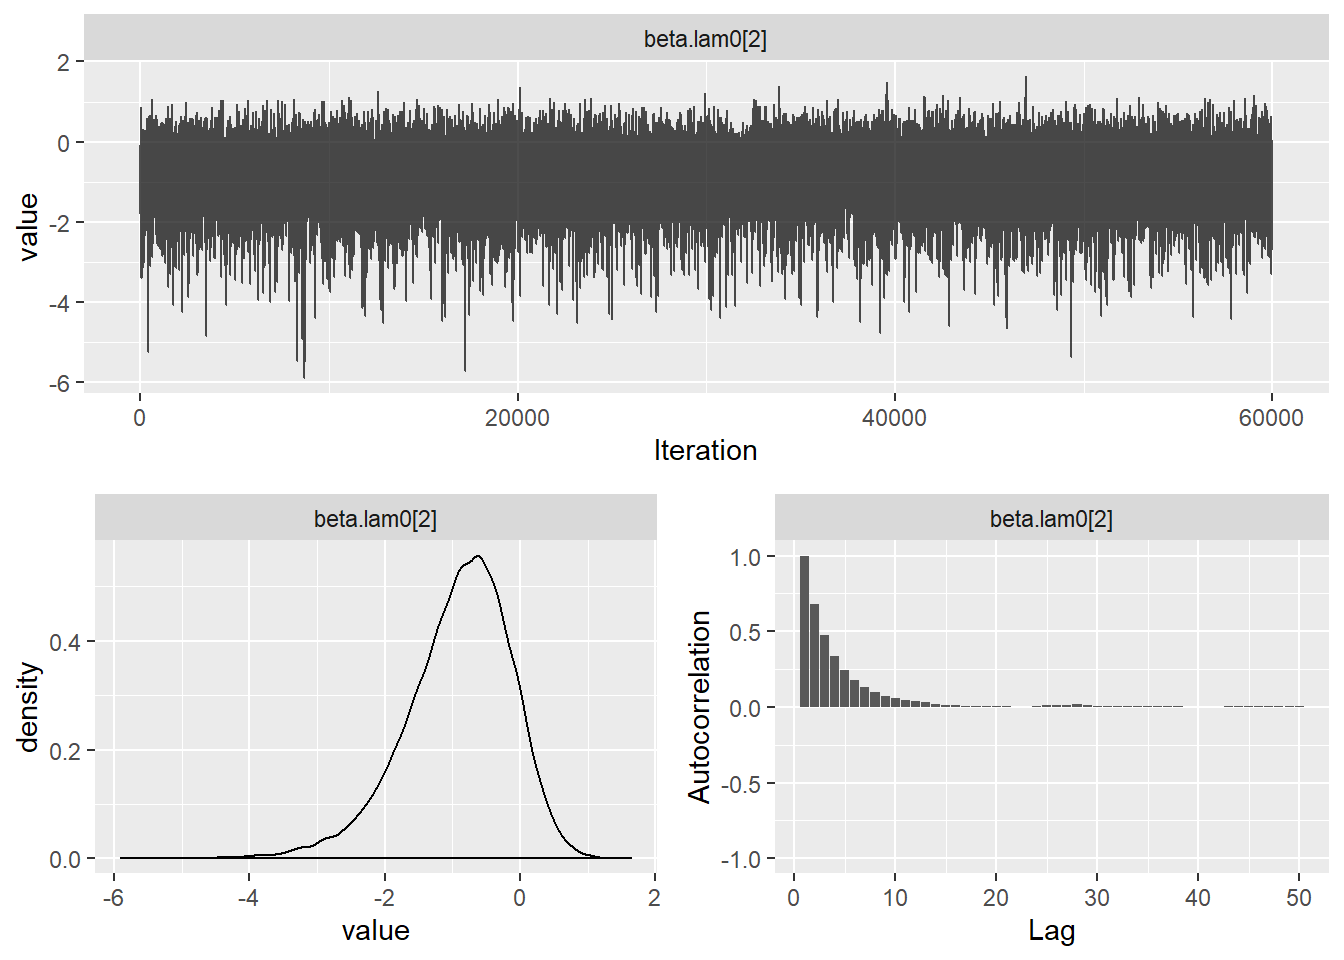 beta.lam0[2]
2
0
-2
-4
-6
value
0 20000 40000 60000
Iteration
beta.lam0[2]
0.4
0.2
0.0
density
-6 -4 -2 0 2
value
beta.lam0[2]
1.0
0.5
0.0
-0.5
-1.0
Autocorrelation
0 10 20 30 40 50
Lag